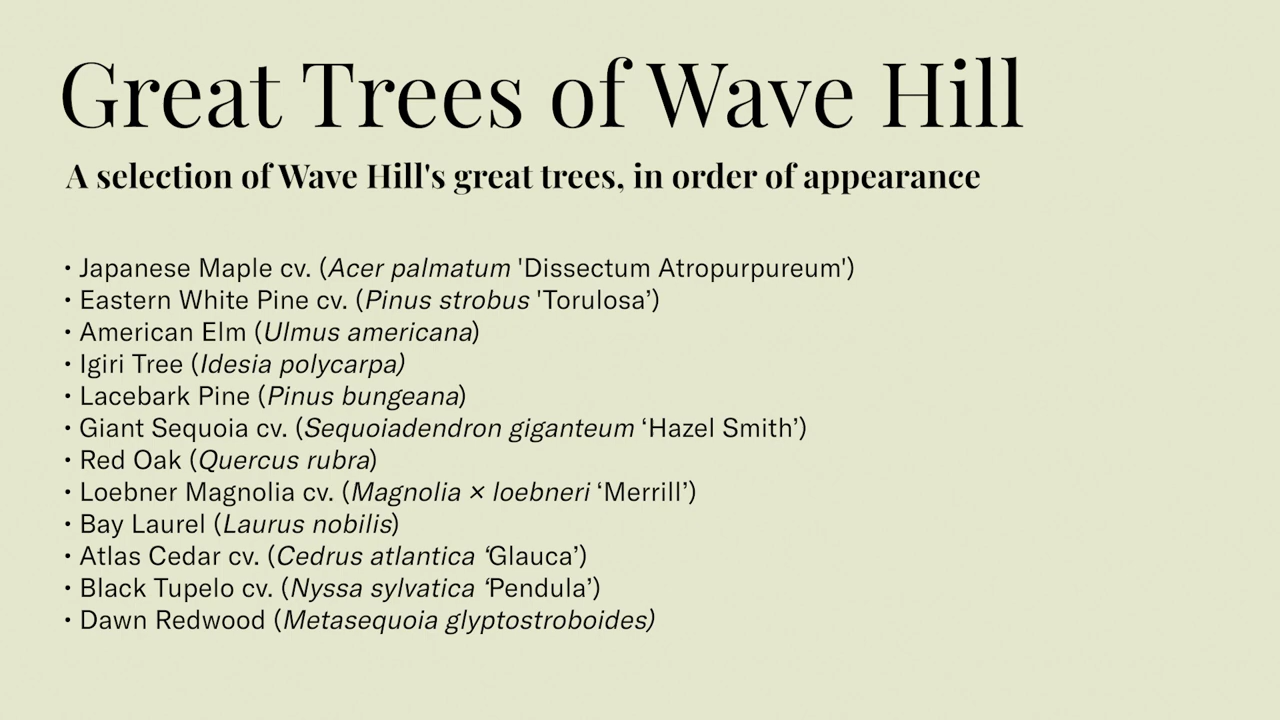 Great Trees of Wave Hill
A selection of Wave Hill's great trees, in order of appearance
• Japanese Maple cv. (Acer palmatum 'Dissectum Atropurpureum')
• Eastern White Pine cv. (Pinus strobus 'Torulosa’)
• American Elm (Ulmus americana)
• Igiri Tree (Idesia polycarpa)
• Lacebark Pine (Pinus bungeana)
• Giant Sequoia cv. (Sequoiadendron giganteum ‘Hazel Smith’)
• Red Oak (Quercus rubra)
• Loebner Magnolia cv. (Magnolia × loebneri ‘Merrill’)
• Bay Laurel (Laurus nobilis)
• Atlas Cedar cv. (Cedrus atlantica ‘Glauca’)
• Black Tupelo cv. (Nyssa sylvatica ‘Pendula’)
• Dawn Redwood (Metasequoia glyptostroboides)